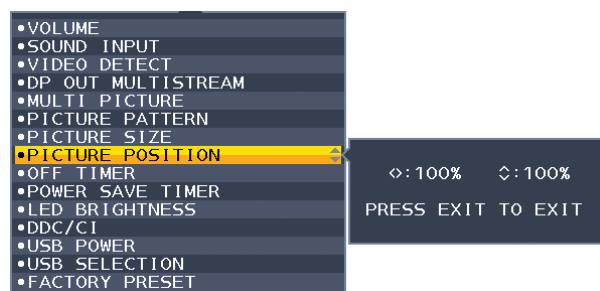 •VOLUME
•SOUND INPUT
•VIDEO DETECT
•DP OUT MULTISTREAM
•MULTI PICTURE
•PICTURE PATTERN
•PICTURE SIZE
•PICTURE POSITION
•OFF TIMER
•POWER SAVE TIMER
•LED BRIGHTNESS
•DDC/CI
•USB POWER
•USB SELECTION
•FACTORY PRESET
:100% :100%
PRESS EXIT TO EXIT